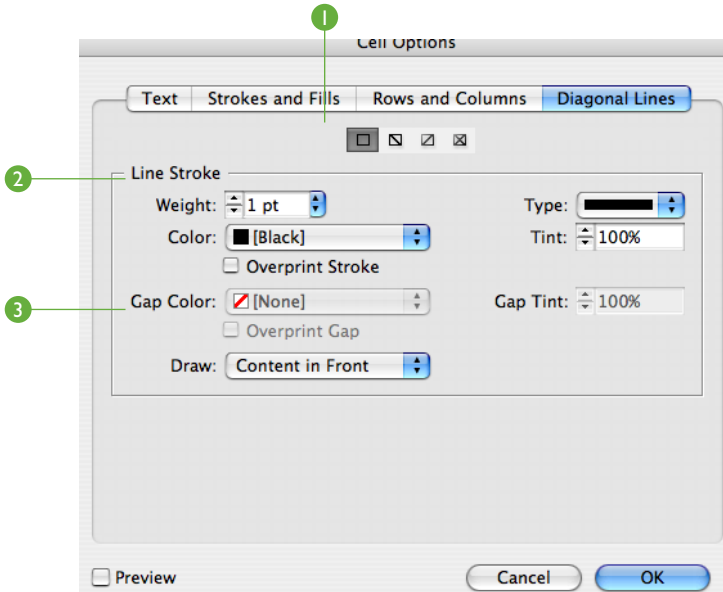 1
Cell Options
Text Strokes and Fills Rows and Columns Diagonal Lines
2 Line Stroke
Weight: 1 pt Type:
Color: [Black] Tint: 100%
Overprint Stroke
3 Gap Color: [None] Gap Tint: 100%
Overprint Gap
Draw: Content in Front
Preview Cancel OK